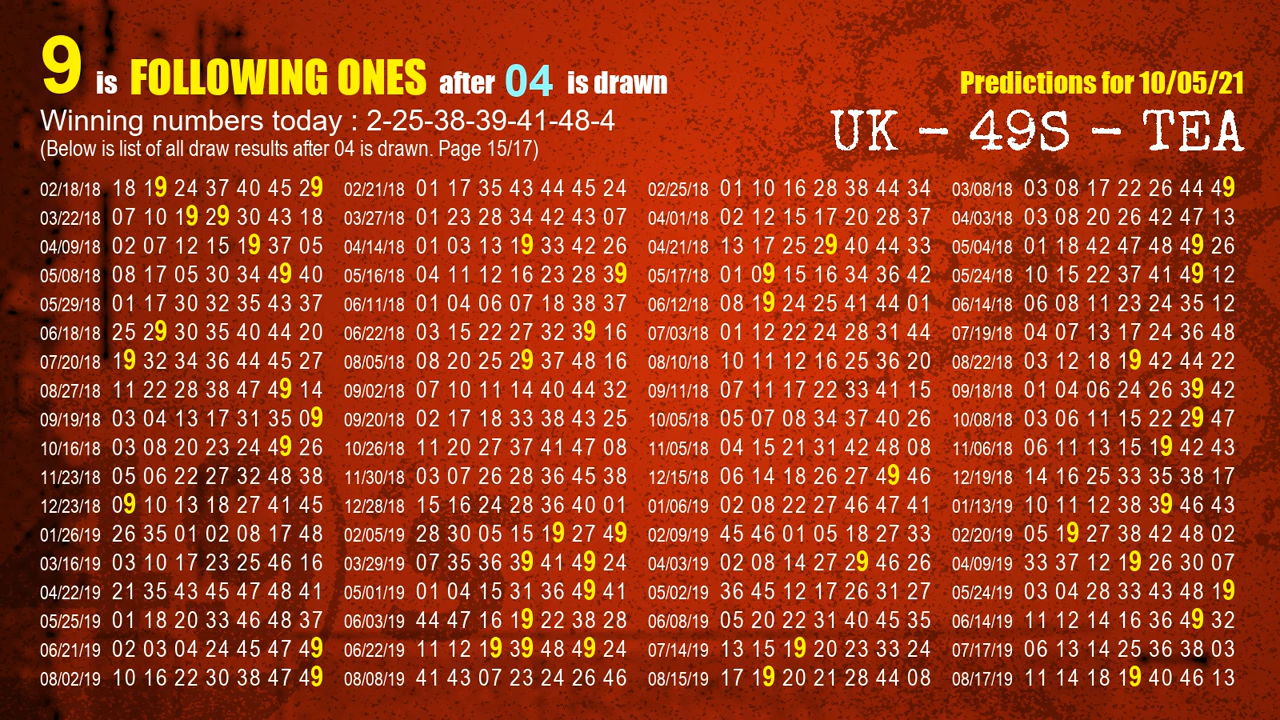 9 is FOLLOWING ONES after 04 is drawn
Predictions for 10/05/21
Winning numbers today : 2-25-38-39-41-48-4
UK - 49S - TEA
(Below is list of all draw results after 04 is drawn. Page 15/17)
02/18/18 18 19 24 37 40 45 29 02/21/18 01 17 35 43 44 45 24 02/25/18 01 10 16 28 38 44 34 03/08/18 03 08 17 22 26 44 49
03/22/18 07 10 19 29 30 43 18 03/27/18 01 23 28 34 42 43 07 04/01/18 02 12 15 17 20 28 37 04/03/18 03 08 20 26 42 47 13
04/09/18 02 07 12 15 19 37 05 04/14/18 01 03 13 19 33 42 26 04/21/18 13 17 25 29 40 44 33 05/04/18 01 18 42 47 48 49 26
05/08/18 08 17 05 30 34 49 40 05/16/18 04 11 12 16 23 28 39 05/17/18 01 09 15 16 34 36 42 05/24/18 10 15 22 37 41 49 12
05/29/18 01 17 30 32 35 43 37 06/11/18 01 04 06 07 18 38 37 06/12/18 08 19 24 25 41 44 01 06/14/18 06 08 11 23 24 35 12
06/18/18 25 29 30 35 40 44 20 06/22/18 03 15 22 27 32 39 16 07/03/18 01 12 22 24 28 31 44 07/19/18 04 07 13 17 24 36 48
07/20/18 19 32 34 36 44 45 27 08/05/18 08 20 25 29 37 48 16 08/10/18 10 11 12 16 25 36 20 08/22/18 03 12 18 19 42 44 22
08/27/18 11 22 28 38 47 49 14 09/02/18 07 10 11 14 40 44 32 09/11/18 07 11 17 22 33 41 15 09/18/18 01 04 06 24 26 39 42
09/19/18 03 04 13 17 31 35 09 09/20/18 02 17 18 33 38 43 25 10/05/18 05 07 08 34 37 40 26 10/08/18 03 06 11 15 22 29 47
10/16/18 03 08 20 23 24 49 26 10/26/18 11 20 27 37 41 47 08 11/05/18 04 15 21 31 42 48 08 11/06/18 06 11 13 15 19 42 43
11/23/18 05 06 22 27 32 48 38 11/30/18 03 07 26 28 36 45 38 12/15/18 06 14 18 26 27 49 46 12/19/18 14 16 25 33 35 38 17
12/23/18 09 10 13 18 27 41 45 12/28/18 15 16 24 28 36 40 01 01/06/19 02 08 22 27 46 47 41 01/13/19 10 11 12 38 39 46 43
01/26/19 26 35 01 02 08 17 48 02/05/19 28 30 05 15 19 27 49 02/09/19 45 46 01 05 18 27 33 02/20/19 05 19 27 38 42 48 02
03/16/19 03 10 17 23 25 46 16 03/29/19 07 35 36 39 41 49 24 04/03/19 02 08 14 27 29 46 26 04/09/19 33 37 12 19 26 30 07
04/22/19 21 35 43 45 47 48 41 05/01/19 01 04 15 31 36 49 41 05/02/19 36 45 12 17 26 31 27 05/24/19 03 04 28 33 43 48 19
05/25/19 01 18 20 33 46 48 37 06/03/19 44 47 16 19 22 38 28 06/08/19 05 20 22 31 40 45 35 06/14/19 11 12 14 16 36 49 32
06/21/19 02 03 04 24 45 47 49 06/22/19 11 12 19 39 48 49 24 07/14/19 13 15 19 20 23 33 24 07/17/19 06 13 14 25 36 38 03
08/02/19 10 16 22 30 38 47 49 08/08/19 41 43 07 23 24 26 46 08/15/19 17 19 20 21 28 44 08 08/17/19 11 14 18 19 40 46 13